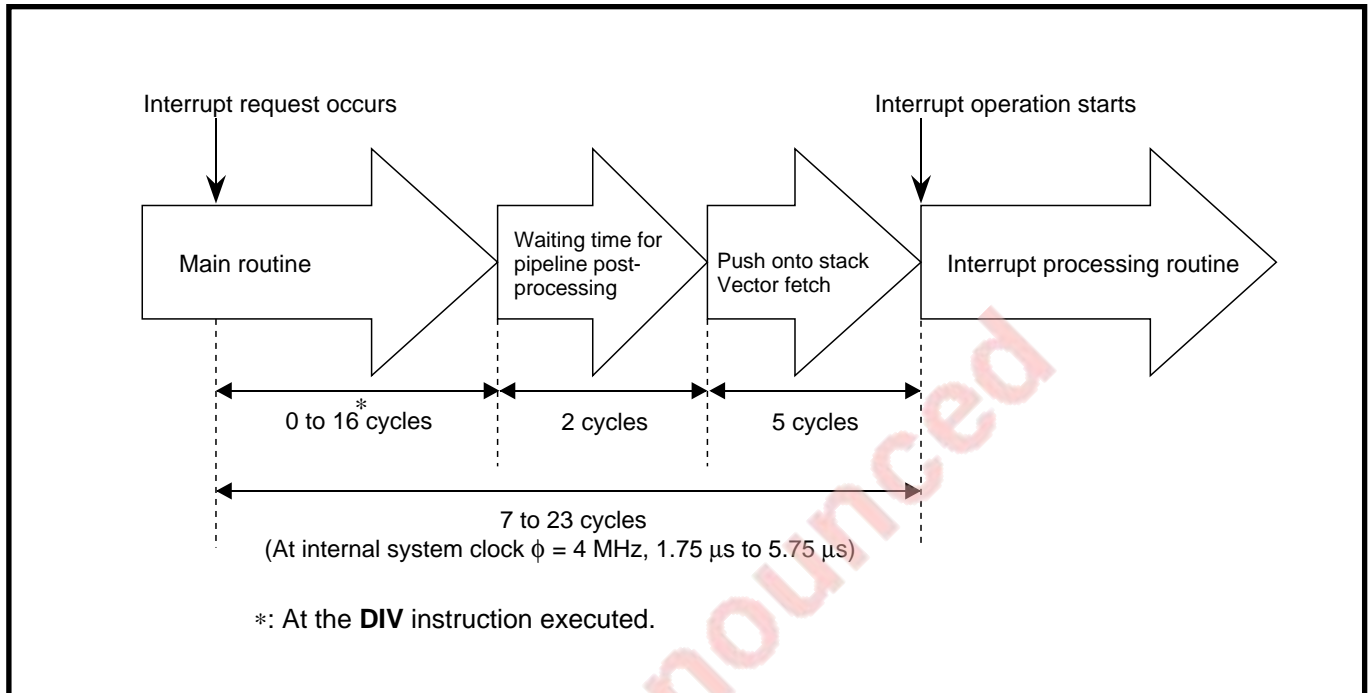 Interrupt request occurs
Interrupt operation starts
Main routine
Waiting time for
pipeline post-
processing
Push onto stack
Vector fetch
Interrupt processing routine
0 to 16* cycles
2 cycles
5 cycles
7 to 23 cycles
(At internal system clock ϕ = 4 MHz, 1.75 μs to 5.75 μs)
*: At the DIV instruction executed.
nounced